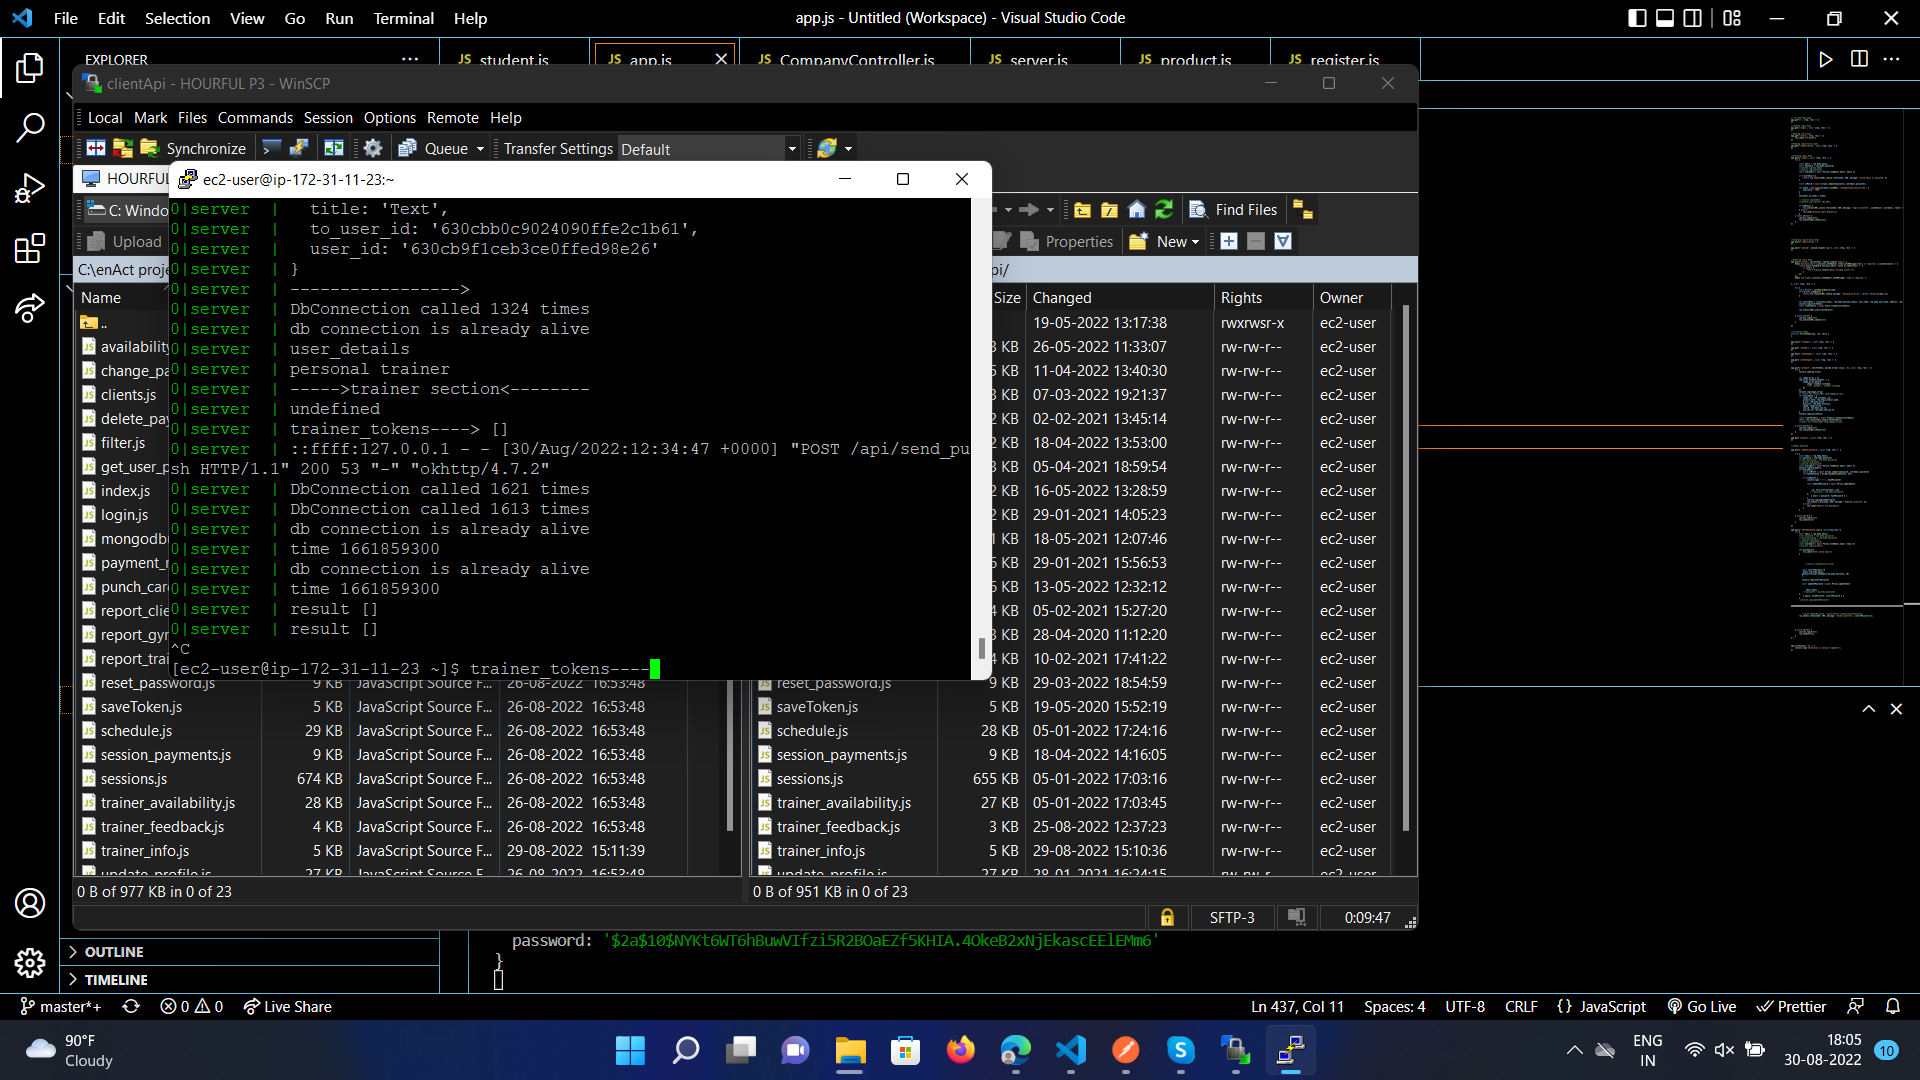 File Edit Selection View Go Run Terminal Help
app.js - Untitled (Workspace) - Visual Studio Code
EXPLORER
student.js
app.js
CompanyController.js
server.js
product.js
register.js
clientApi - HOURFUL P3 - WinSCP
Local Mark Files Commands Session Options Remote Help
Synchronize
Queue
Transfer Settings Default
HOURFUL
ec2-user@ip-172-31-11-23:~
C: Windo
Find Files
Upload
Properties
New
C:\enAct proje
pi/
0|server | title: 'Text',
0|server | to_user_id: '630cbb0c9024090ffe2c1b61',
0|server | user_id: '630cb9f1ceb3ce0ffed98e26'
0|server | }
0|server | ----------------->
0|server | DbConnection called 1324 times
0|server | db connection is already alive
0|server | user_details
0|server | personal trainer
0|server | ----->trainer section<--------
0|server | undefined
0|server | trainer_tokens----> []
0|server | ::ffff:127.0.0.1 - - [30/Aug/2022:12:34:47 +0000] "POST /api/send_pu
sh HTTP/1.1" 200 53 "-" "okhttp/4.7.2"
0|server | DbConnection called 1621 times
0|server | DbConnection called 1613 times
0|server | db connection is already alive
0|server | time 1661859300
0|server | db connection is already alive
0|server | time 1661859300
0|server | result []
0|server | result []
^C
[ec2-user@ip-172-31-11-23 ~]$ trainer_tokens----
Name
..
availability
change_pa
clients.js
delete_pay
filter.js
get_user_p
index.js
login.js
mongodb
payment_r
punch_car
report_clie
report_gyr
report_trai
reset_password.js 9 KB JavaScript Source F... 26-08-2022 16:53:48
saveToken.js 5 KB JavaScript Source F... 26-08-2022 16:53:48
schedule.js 29 KB JavaScript Source F... 26-08-2022 16:53:48
session_payments.js 9 KB JavaScript Source F... 26-08-2022 16:53:48
sessions.js 674 KB JavaScript Source F... 26-08-2022 16:53:48
trainer_availability.js 28 KB JavaScript Source F... 26-08-2022 16:53:48
trainer_feedback.js 4 KB JavaScript Source F... 26-08-2022 16:53:48
trainer_info.js 5 KB JavaScript Source F... 29-08-2022 15:11:39
update_profile.js 27 KB JavaScript Source F... 26-08-2022 16:53:48
0 B of 977 KB in 0 of 23
Size Changed Rights Owner
19-05-2022 13:17:38 rwxrwsr-x ec2-user
3 KB 26-05-2022 11:33:07 rw-rw-r-- ec2-user
5 KB 11-04-2022 13:40:30 rw-rw-r-- ec2-user
3 KB 07-03-2022 19:21:37 rw-rw-r-- ec2-user
2 KB 02-02-2021 13:45:14 rw-rw-r-- ec2-user
2 KB 18-04-2022 13:53:00 rw-rw-r-- ec2-user
3 KB 05-04-2021 18:59:54 rw-rw-r-- ec2-user
2 KB 16-05-2022 13:28:59 rw-rw-r-- ec2-user
2 KB 29-01-2021 14:05:23 rw-rw-r-- ec2-user
1 KB 18-05-2021 12:07:46 rw-rw-r-- ec2-user
5 KB 29-01-2021 15:56:53 rw-rw-r-- ec2-user
6 KB 13-05-2022 12:32:12 rw-rw-r-- ec2-user
4 KB 05-02-2021 15:27:20 rw-rw-r-- ec2-user
3 KB 28-04-2020 11:12:20 rw-rw-r-- ec2-user
4 KB 10-02-2021 17:41:22 rw-rw-r-- ec2-user
reset_password.js 9 KB 29-03-2022 18:54:59 rw-rw-r-- ec2-user
saveToken.js 5 KB 19-05-2020 15:52:19 rw-rw-r-- ec2-user
schedule.js 28 KB 05-01-2021 17:24:16 rw-rw-r-- ec2-user
session_payments.js 9 KB 18-04-2022 14:16:05 rw-rw-r-- ec2-user
sessions.js 655 KB 05-01-2022 17:03:16 rw-rw-r-- ec2-user
trainer_availability.js 27 KB 05-01-2022 17:03:45 rw-rw-r-- ec2-user
trainer_feedback.js 3 KB 25-08-2022 12:37:23 rw-rw-r-- ec2-user
trainer_info.js 5 KB 29-08-2022 15:10:36 rw-rw-r-- ec2-user
update_profile.js 27 KB 28-01-2021 16:24:15 rw-rw-r-- ec2-user
0 B of 951 KB in 0 of 23
SFTP-3
0:09:47
password: '$2a$10$NYKt6WT6hBuwVIfzi5R2BOaEZf5KHIA.4OkeB2xNjEkascEElEMm6'
}
OUTLINE
TIMELINE
master*+ 0 0 Live Share
Ln 437, Col 11 Spaces: 4 UTF-8 CRLF {} JavaScript Go Live Prettier
90°F
Cloudy
ENG
IN
18:05
30-08-2022
10